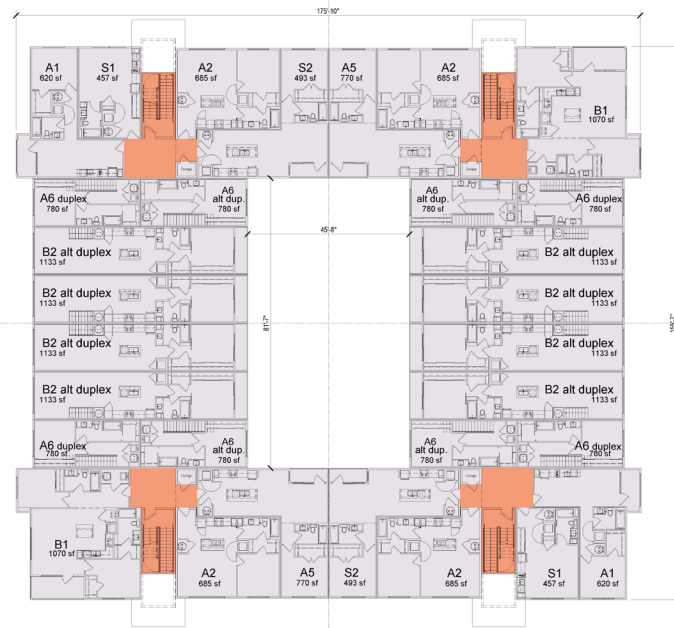 175'-10"
A1
620 sf
S1
457 sf
A2
685 sf
S2
493 sf
A5
770 sf
A2
685 sf
B1
1070 sf
Storage
Storage
A6 duplex
780 sf
A6
alt dup.
780 sf
A6
alt dup.
780 sf
A6 duplex
780 sf
45'-8"
B2 alt duplex
1133 sf
B2 alt duplex
1133 sf
B2 alt duplex
1133 sf
B2 alt duplex
1133 sf
81'-7"
B2 alt duplex
1133 sf
B2 alt duplex
1133 sf
B2 alt duplex
1133 sf
B2 alt duplex
1133 sf
A6 duplex
780 sf
A6
alt dup.
780 sf
A6
alt dup.
780 sf
A6 duplex
780 sf
Storage
Storage
B1
1070 sf
A2
685 sf
A5
770 sf
S2
493 sf
A2
685 sf
S1
457 sf
A1
620 sf